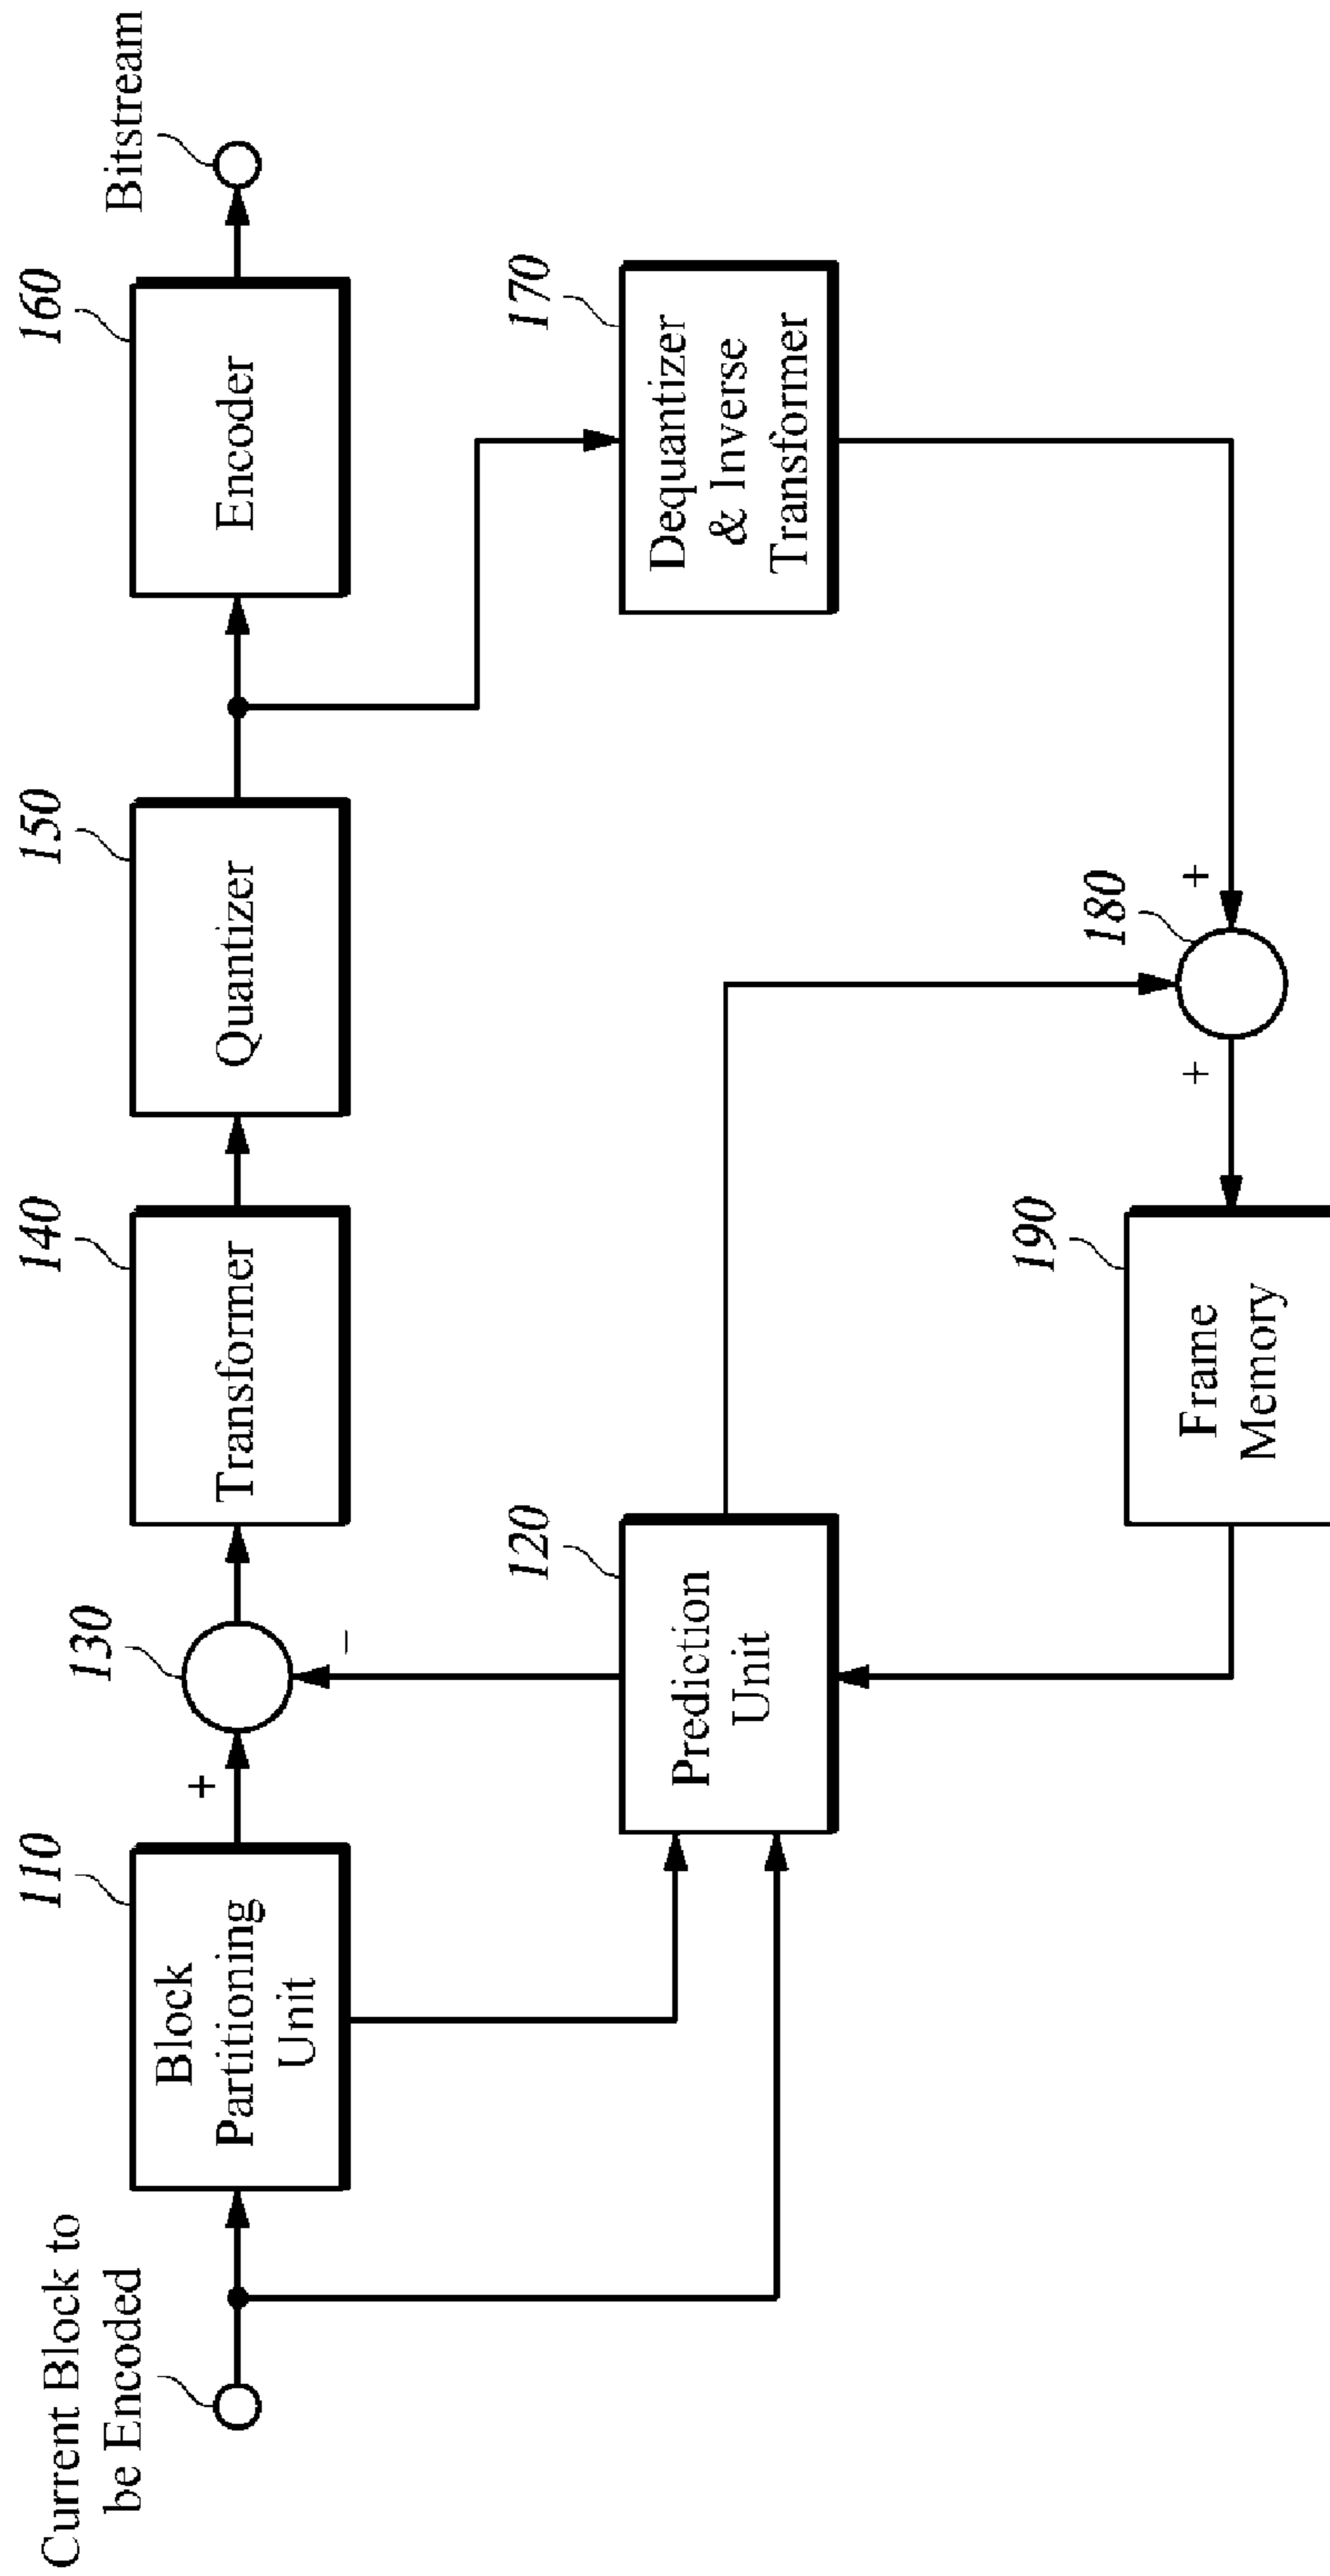 Current Block to
be Encoded
110
Block
Partitioning
Unit
+
130
−
140
Transformer
150
Quantizer
160
Encoder
Bitstream
120
Prediction
Unit
170
Dequantizer
& Inverse
Transformer
180
+
+
190
Frame
Memory